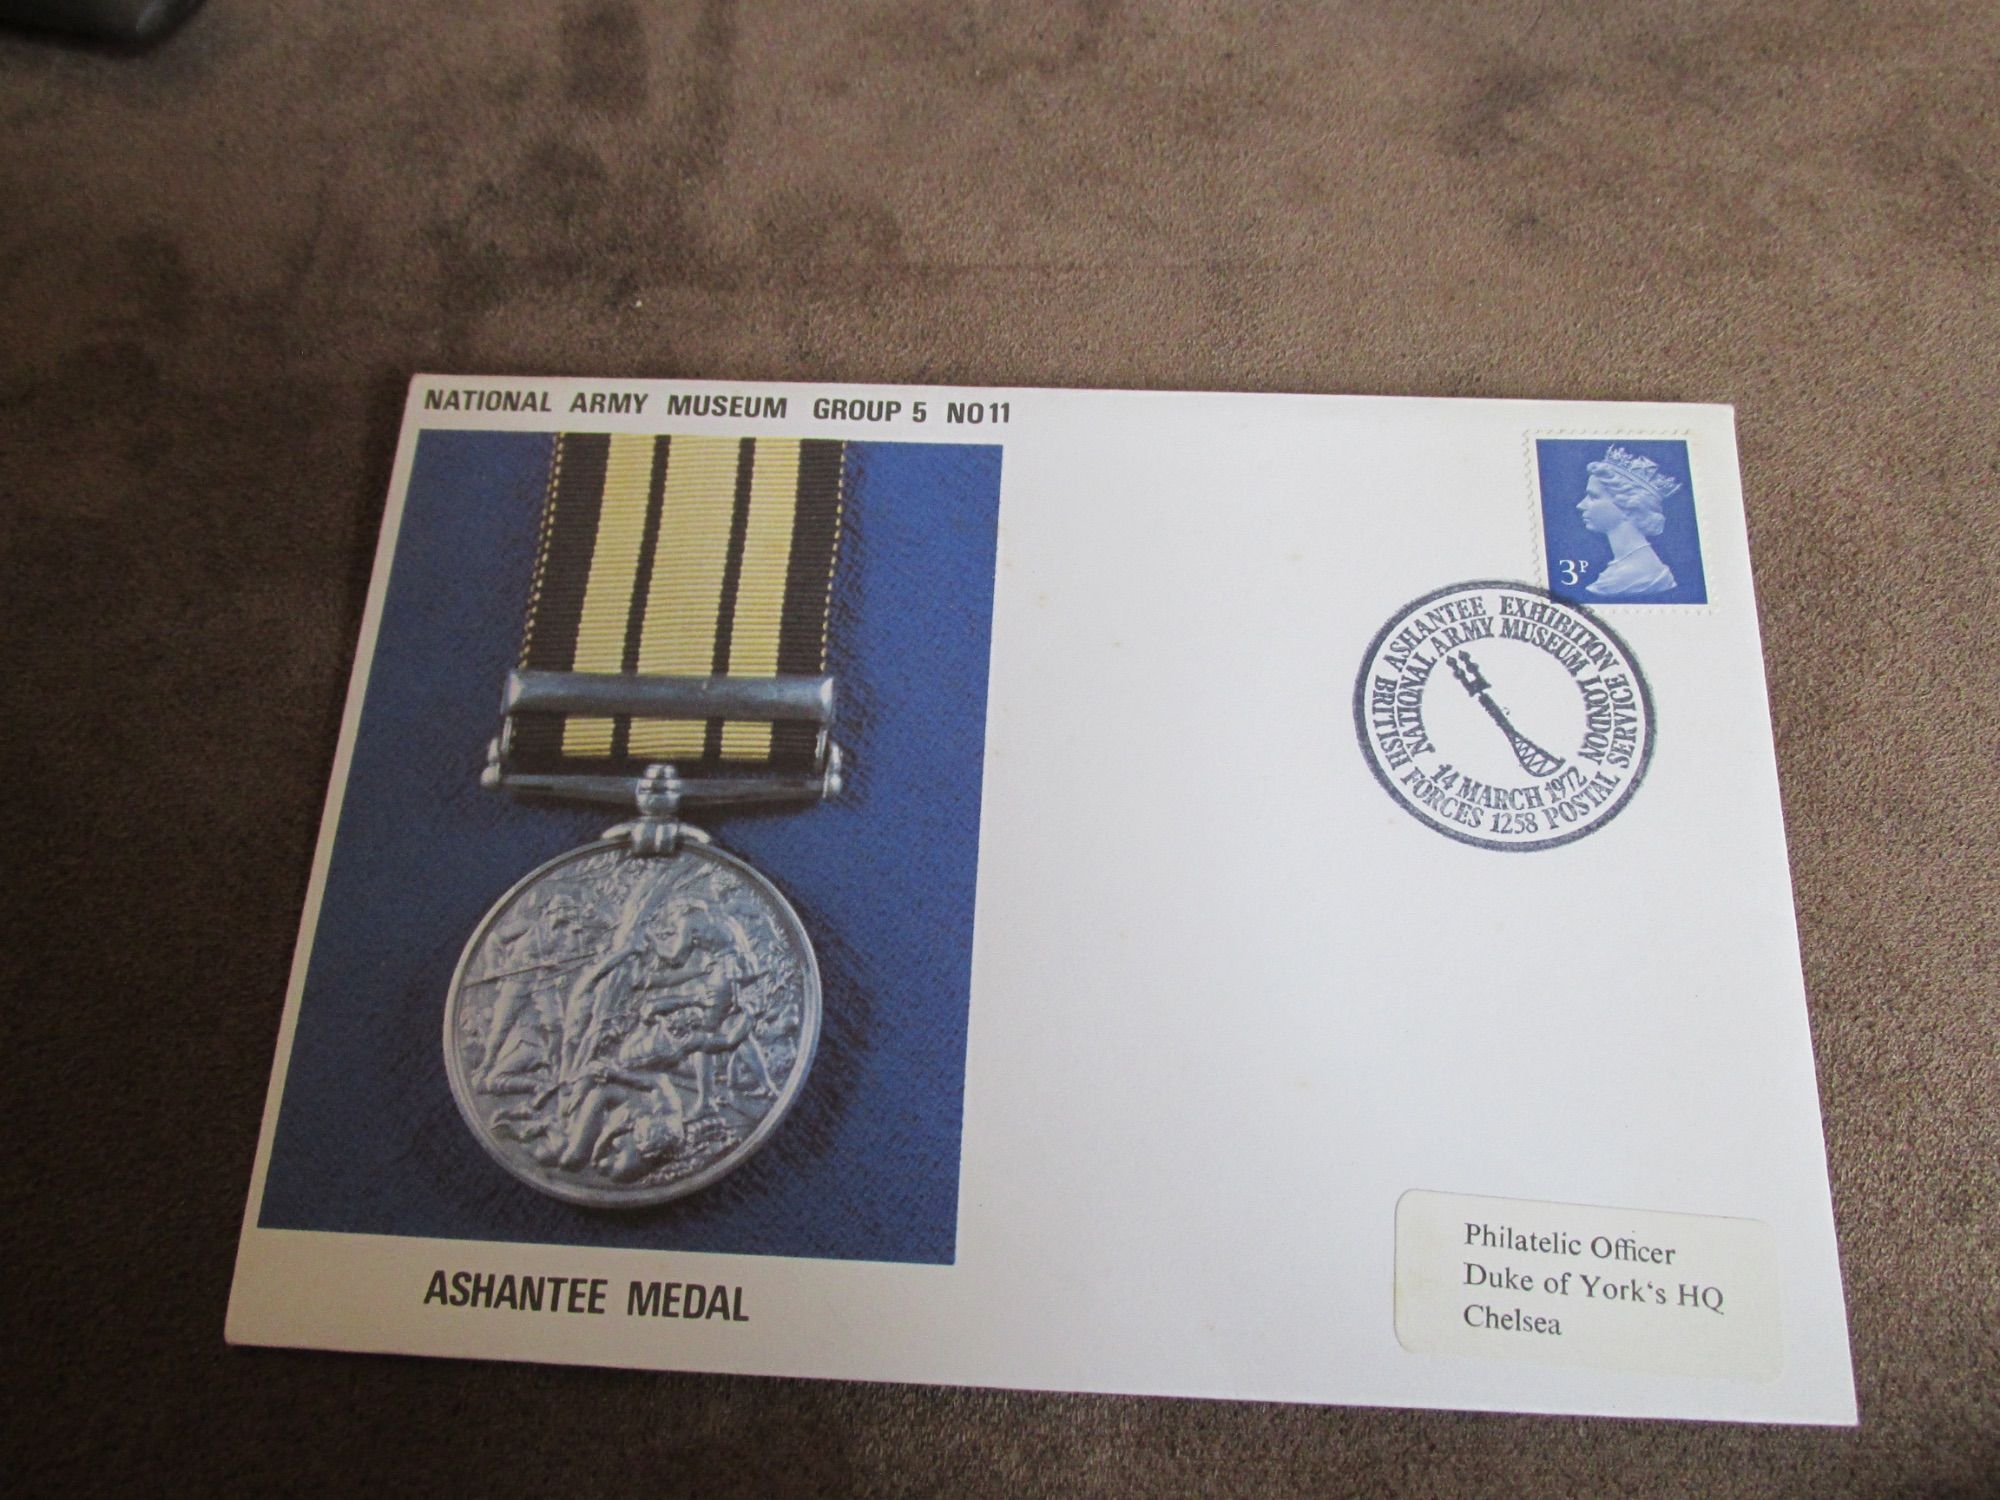 NATIONAL ARMY MUSEUM GROUP 5 NO 11
3P
ASHANTEE EXHIBITION
NATIONAL ARMY MUSEUM LONDON
14 MARCH 1972
BRITISH FORCES 1258 POSTAL SERVICE
ASHANTEE MEDAL
Philatelic Officer
Duke of York‘s HQ
Chelsea